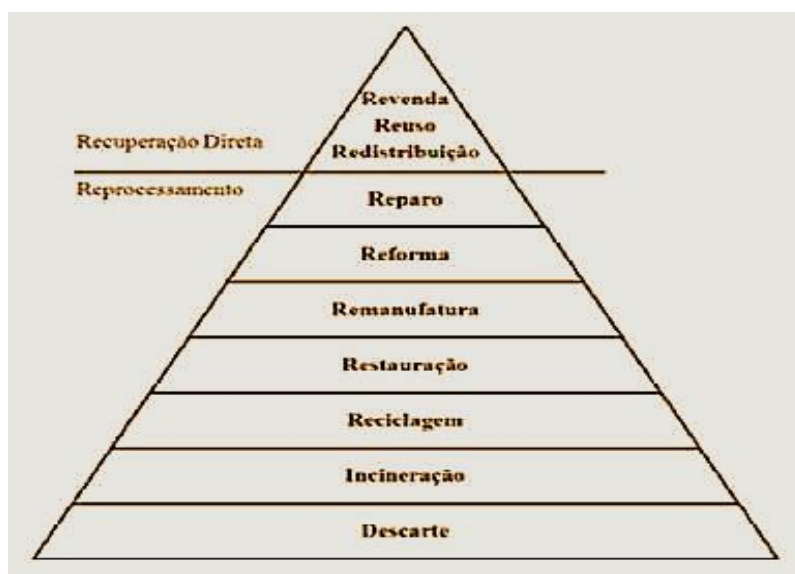 Revenda
Reuso
Recuperação Direta
Redistribuição
Reprocessamento
Reparo
Reforma
Remanufatura
Restauração
Reciclagem
Incineração
Descarte